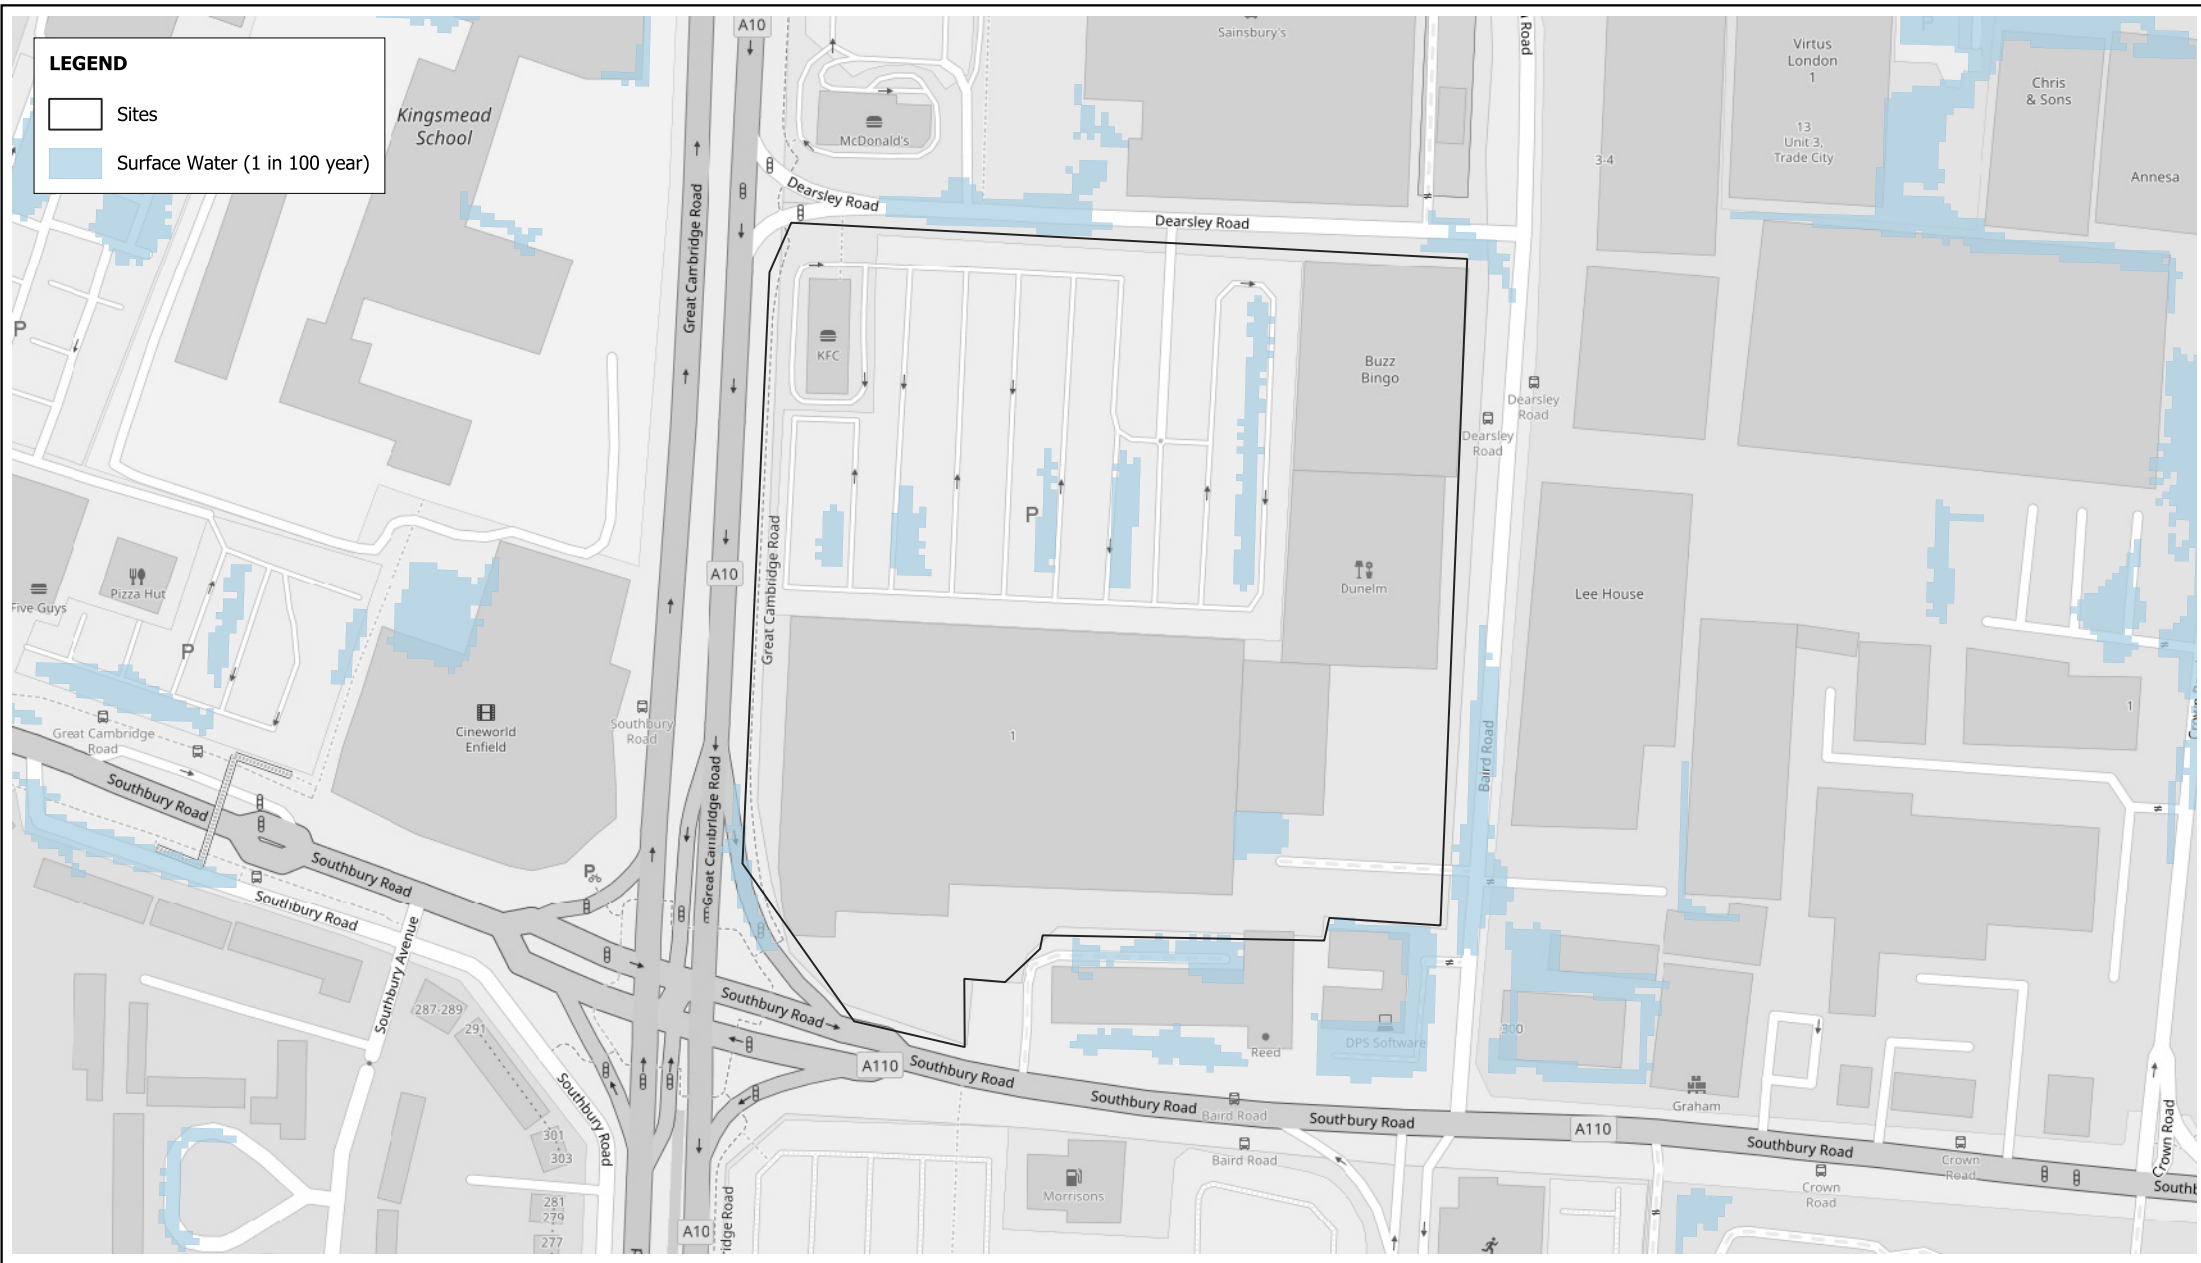 LEGEND
Sites
Surface Water (1 in 100 year)
A10
Sainsbury's
Road
Virtus
London
1
13
Unit 3,
Trade City
Chris
& Sons
Annesa
P
3-4
Kingsmead
School
McDonald's
Dearsley Road
Dearsley Road
Great Cambridge Road
P
KFC
Buzz
Bingo
Dearsley
Road
Dearsley
Road
P
Great Cambridge Road
A10
Dunelm
Lee House
Five Guys
Pizza Hut
P
Great Cambridge
Road
Cineworld
Enfield
Southbury
Road
1
1
Baird Road
Great Cambridge Road
Southbury Road
Southbury Road
Southbury Road
P
Southbury Avenue
287-289
291
Southbury Road
Southbury Road
A110
Southbury Road
Southbury Road
Southbury Road
A110
Southbury Road
Reed
DPS Software
300
Graham
Baird Road
Baird Road
Morrisons
Crown
Road
Crown
Road
Crown Road
301
303
281
279
277
A10